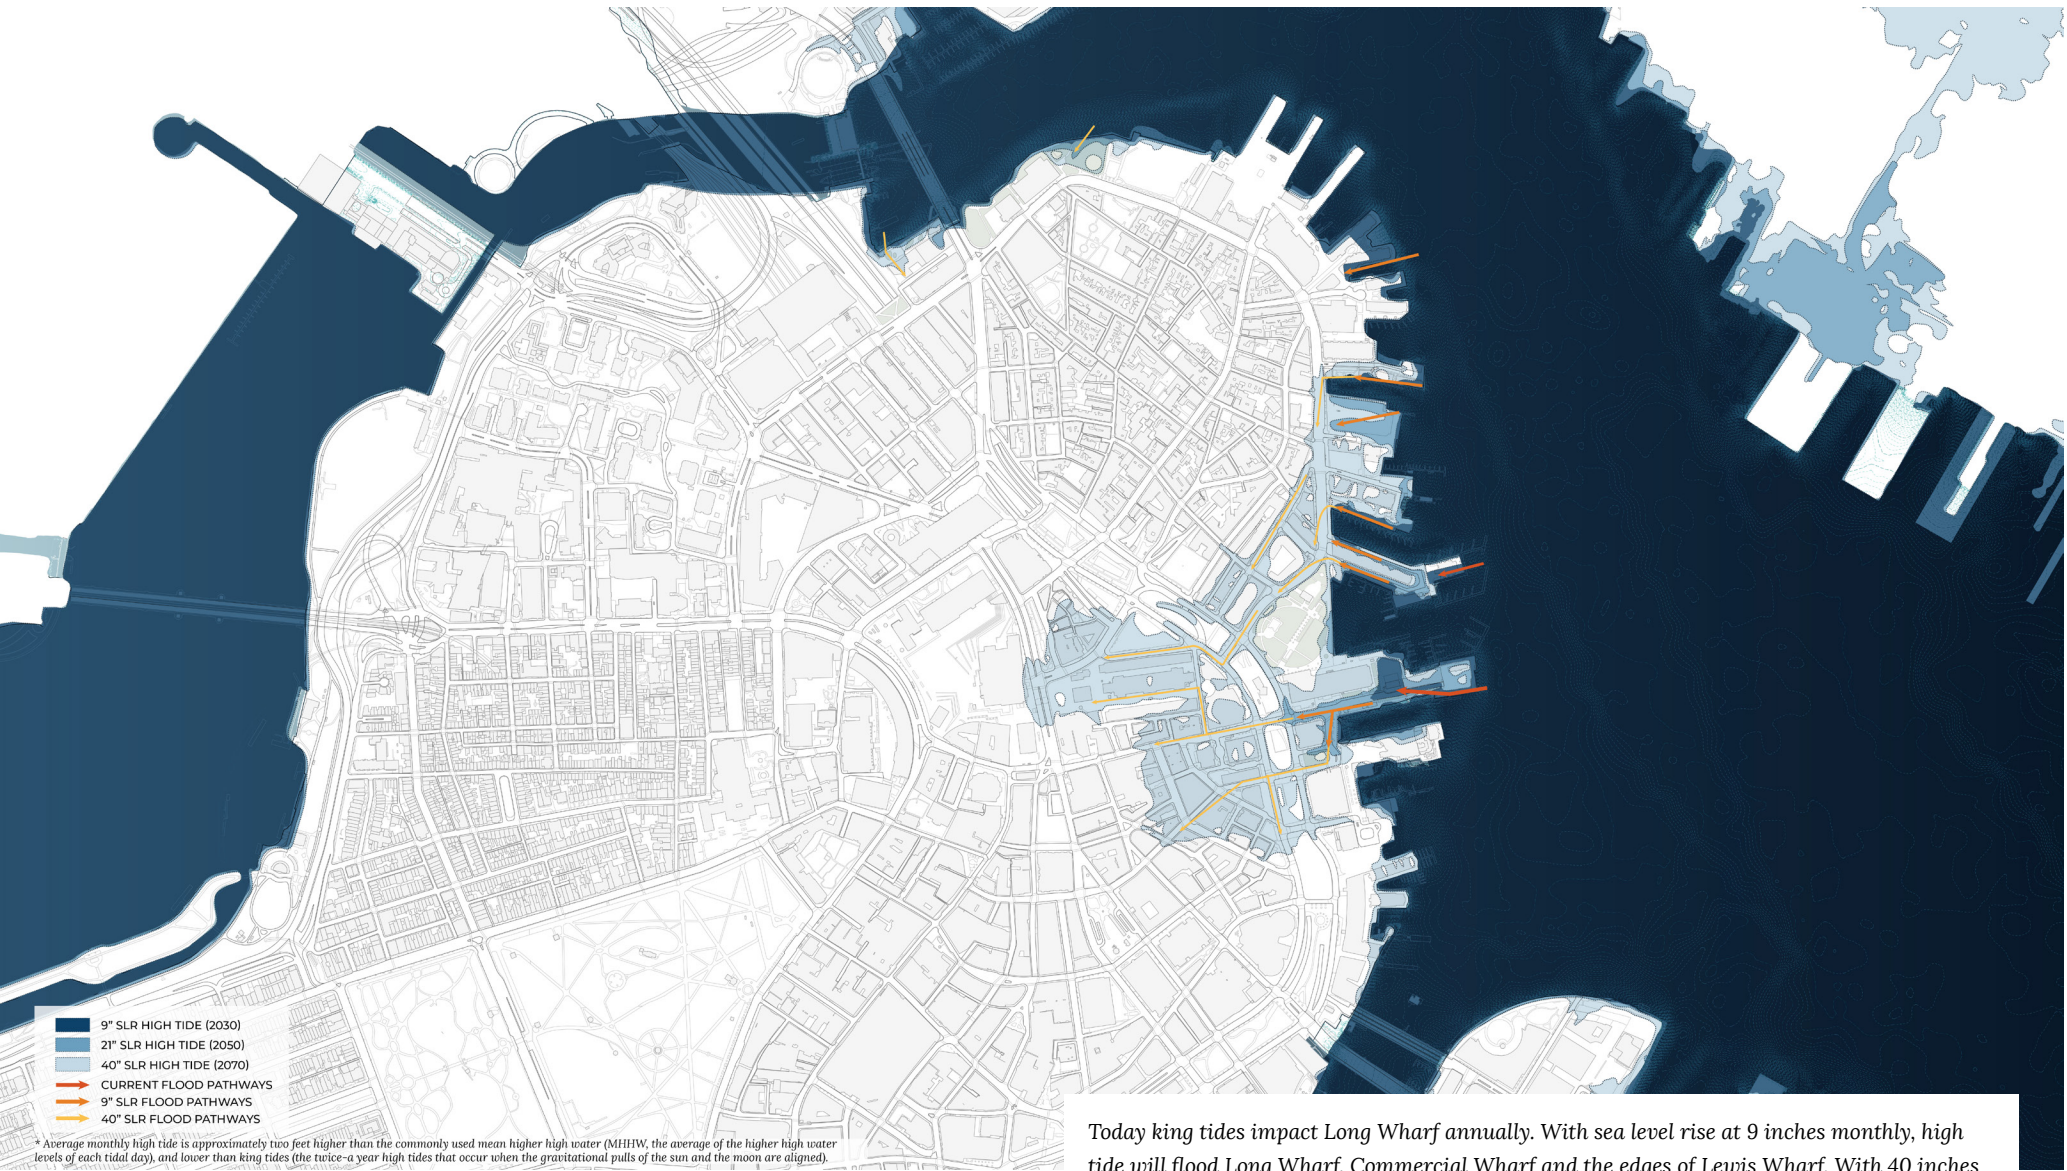 9” SLR HIGH TIDE (2030)
21” SLR HIGH TIDE (2050)
40” SLR HIGH TIDE (2070)
CURRENT FLOOD PATHWAYS
9” SLR FLOOD PATHWAYS
40” SLR FLOOD PATHWAYS
* Average monthly high tide is approximately two feet higher than the commonly used mean higher high water (MHHW, the average of the higher high water
levels of each tidal day), and lower than king tides (the twice-a year high tides that occur when the gravitational pulls of the sun and the moon are aligned).
Today king tides impact Long Wharf annually. With sea level rise at 9 inches monthly, high
tide will flood Long Wharf, Commercial Wharf and the edges of Lewis Wharf. With 40 inches